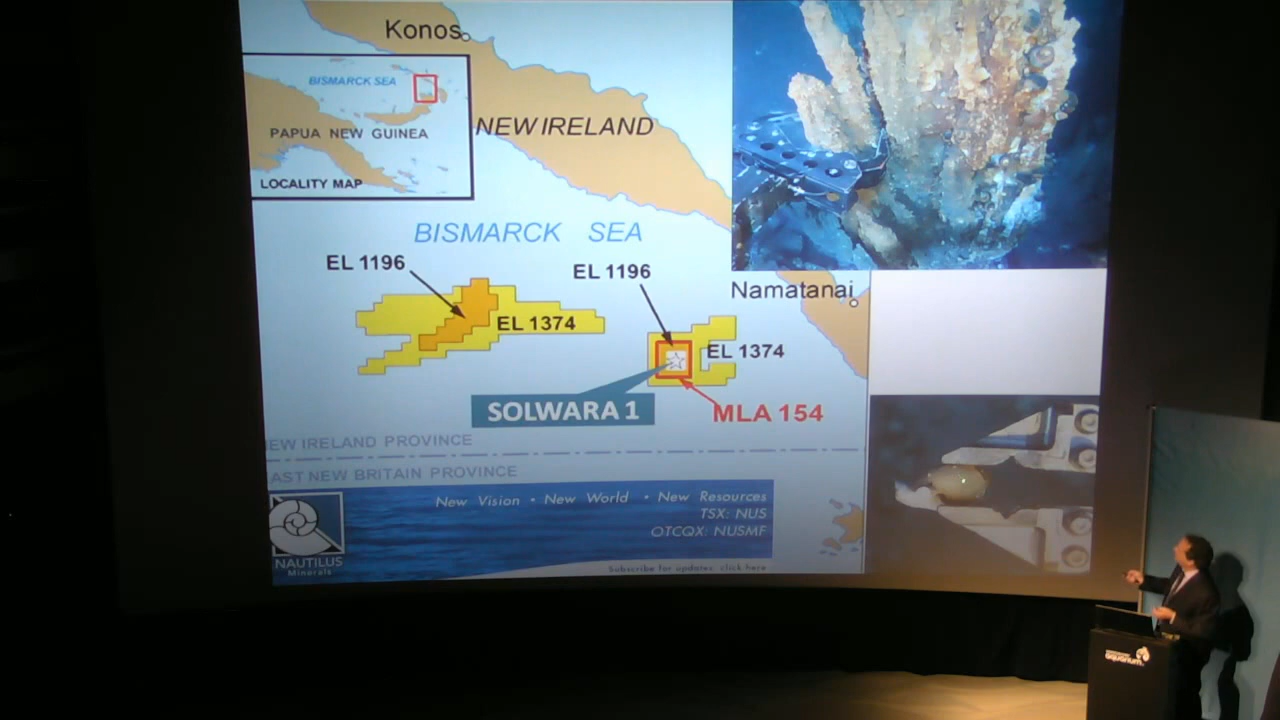 Konos
BISMARCK SEA
PAPUA NEW GUINEA
LOCALITY MAP
NEW IRELAND
BISMARCK SEA
EL 1196
EL 1374
EL 1196
Namatanai
EL 1374
SOLWARA 1
MLA 154
EW IRELAND PROVINCE
AST NEW BRITAIN PROVINCE
New Vision • New World • New Resources
TSX: NUS
OTCQX: NUSMF
NAUTILUS
Minerals
Subscribe for updates: click here
aquarium